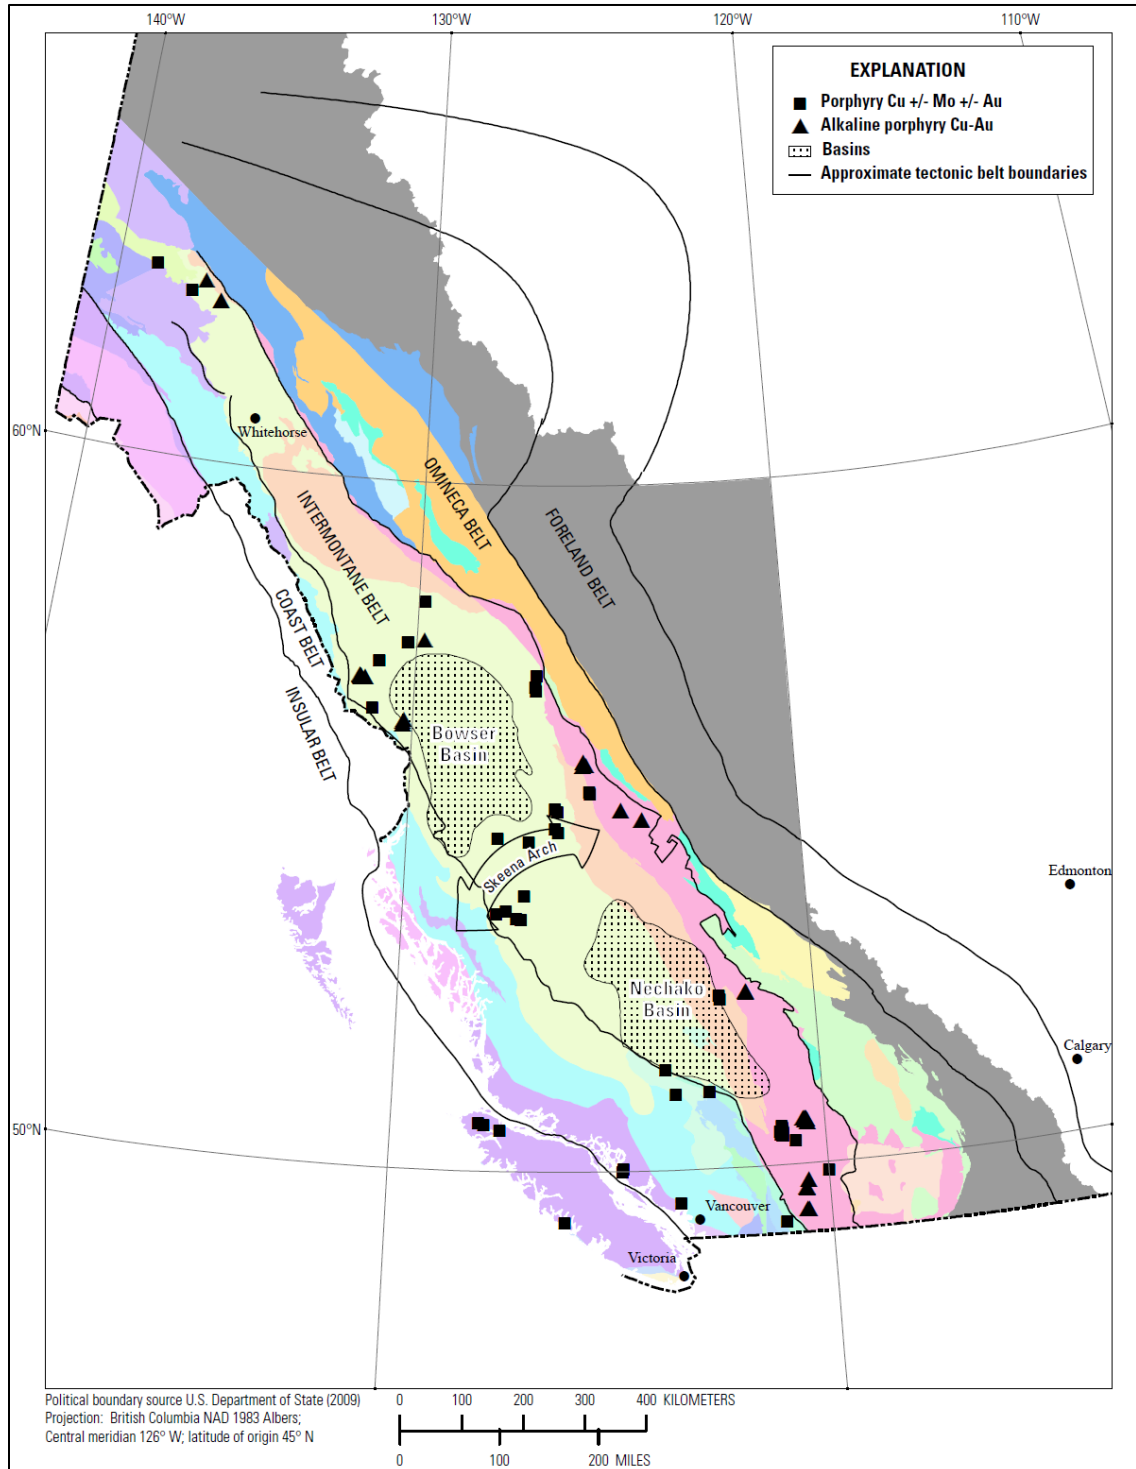 140°W 130°W 120°W 110°W
EXPLANATION
Porphyry Cu +/- Mo +/- Au
Alkaline porphyry Cu-Au
Basins
Approximate tectonic belt boundaries
60°N
Whitehorse
OMINECA BELT
INTERMONTANE BELT
FORELAND BELT
COAST BELT
INSULAR BELT
Bowser
Basin
Skeena Arch
Edmonton
Nechako
Basin
Calgary
50°N
Vancouver
Victoria
Political boundary source U.S. Department of State (2009)
Projection: British Columbia NAD 1983 Albers;
Central meridian 126° W; latitude of origin 45° N
0 100 200 300 400 KILOMETERS
0 100 200 MILES